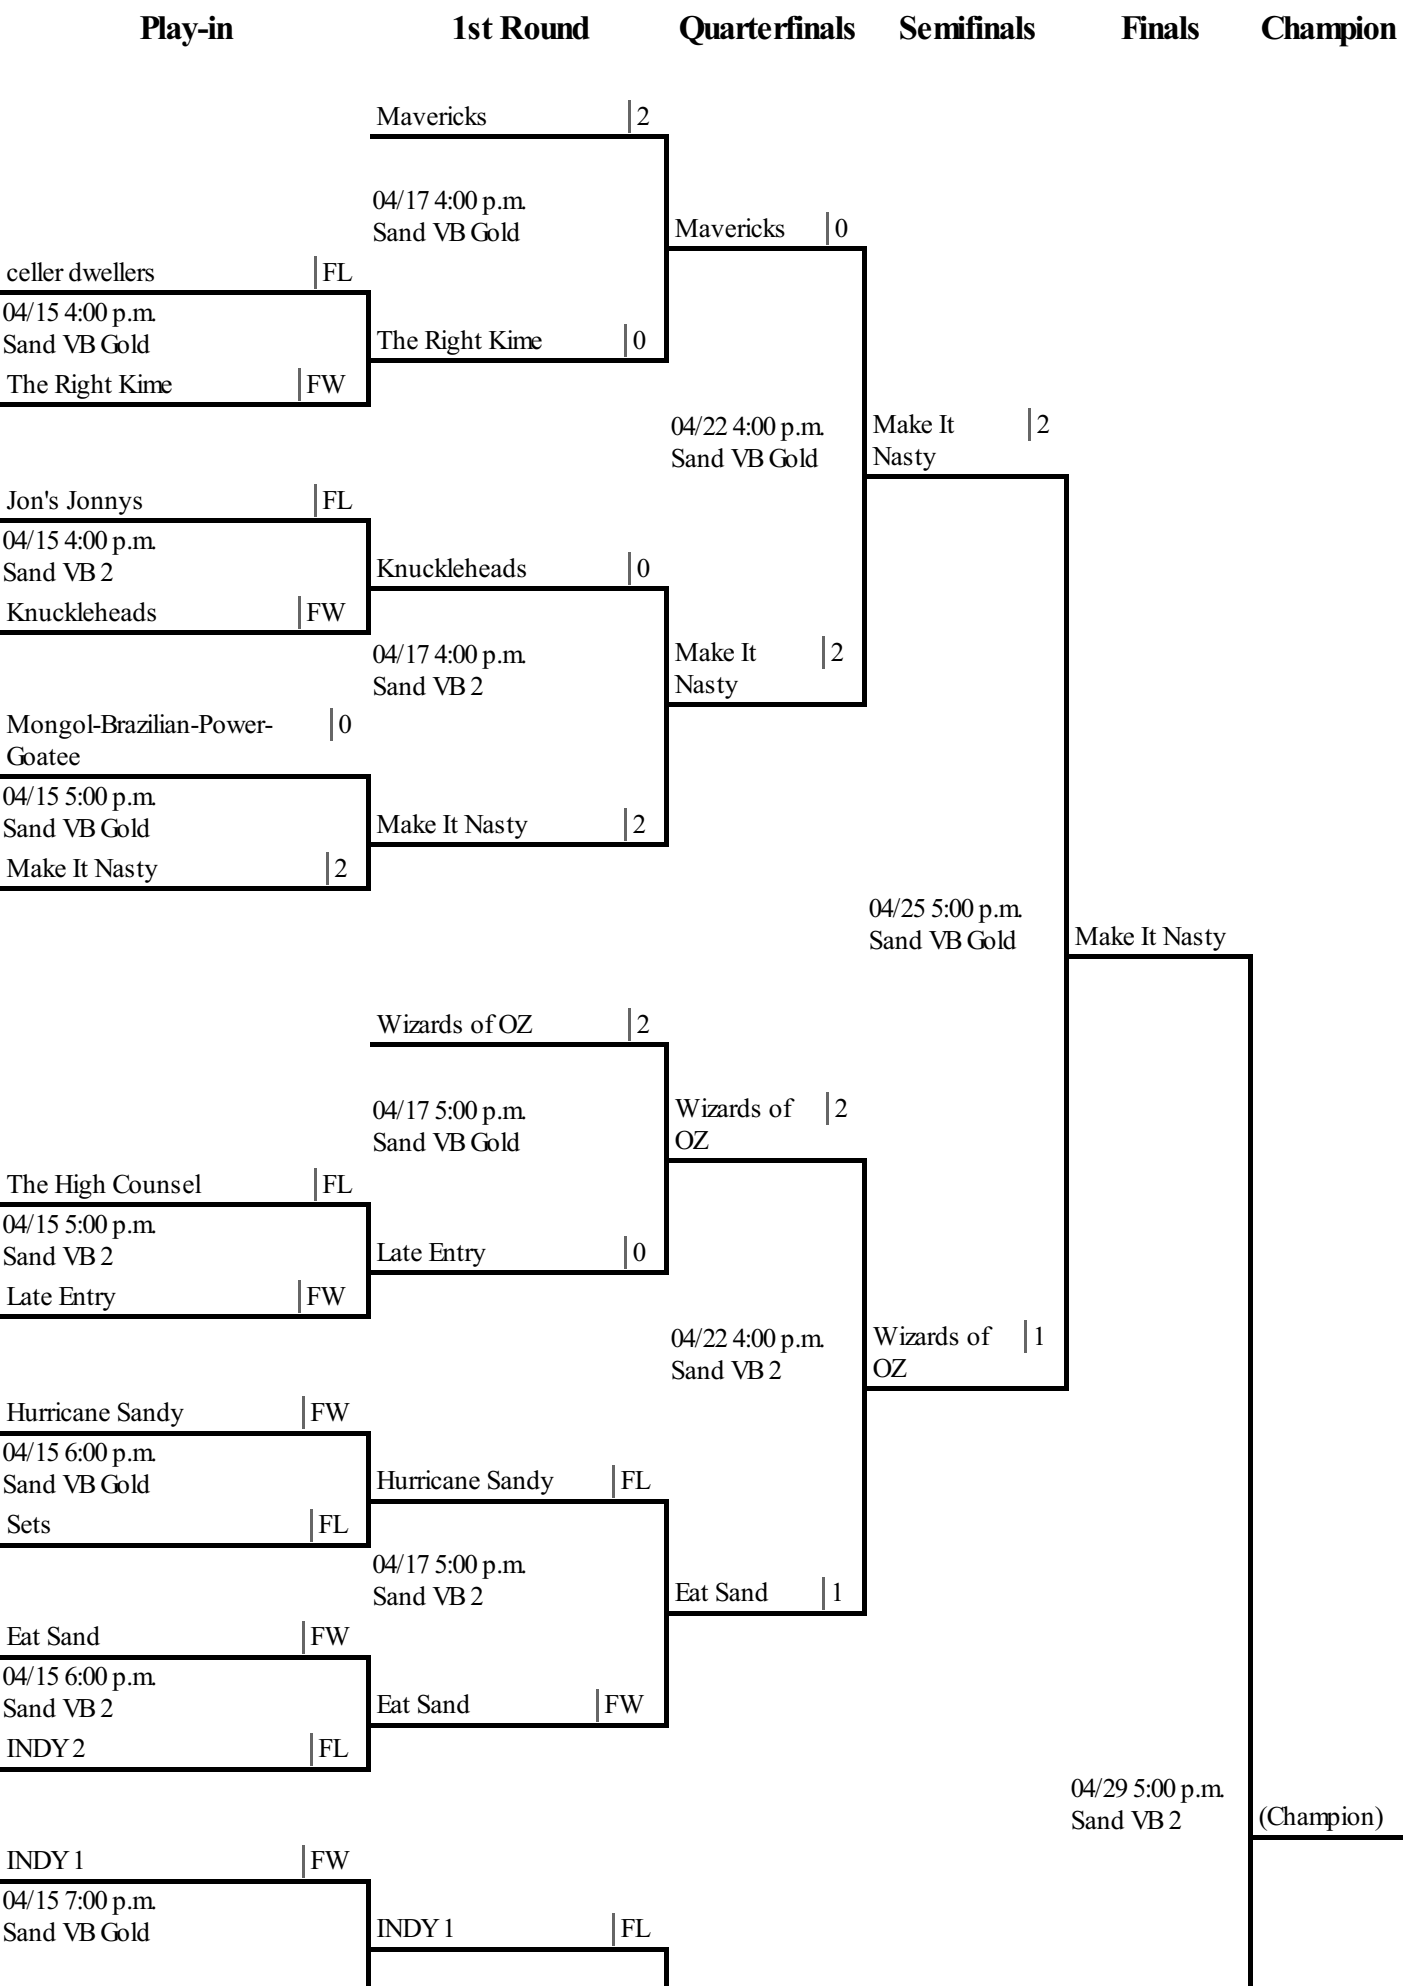 Play-in 1st Round Quarterfinals Semifinals Finals Champion
Mavericks 2
04/17 4:00 p.m.
Sand VB Gold
Mavericks 0
celler dwellers FL
04/15 4:00 p.m.
Sand VB Gold
The Right Kime 0
The Right Kime FW
04/22 4:00 p.m.
Sand VB Gold
Make It 2
Nasty
Jon's Jonnys FL
04/15 4:00 p.m.
Sand VB 2
Knuckleheads 0
Knuckleheads FW
04/17 4:00 p.m.
Sand VB 2
Make It 2
Nasty
Mongol-Brazilian-Power- 0
Goatee
04/15 5:00 p.m.
Sand VB Gold
Make It Nasty 2
Make It Nasty 2
04/25 5:00 p.m.
Sand VB Gold
Make It Nasty
Wizards of OZ 2
04/17 5:00 p.m.
Sand VB Gold
Wizards of 2
OZ
The High Counsel FL
04/15 5:00 p.m.
Sand VB 2
Late Entry 0
Late Entry FW
04/22 4:00 p.m.
Sand VB 2
Wizards of 1
OZ
Hurricane Sandy FW
04/15 6:00 p.m.
Sand VB Gold
Hurricane Sandy FL
Sets FL
04/17 5:00 p.m.
Sand VB 2
Eat Sand 1
Eat Sand FW
04/15 6:00 p.m.
Sand VB 2
Eat Sand FW
INDY 2 FL
04/29 5:00 p.m.
Sand VB 2
(Champion)
INDY 1 FW
04/15 7:00 p.m.
Sand VB Gold
INDY 1 FL